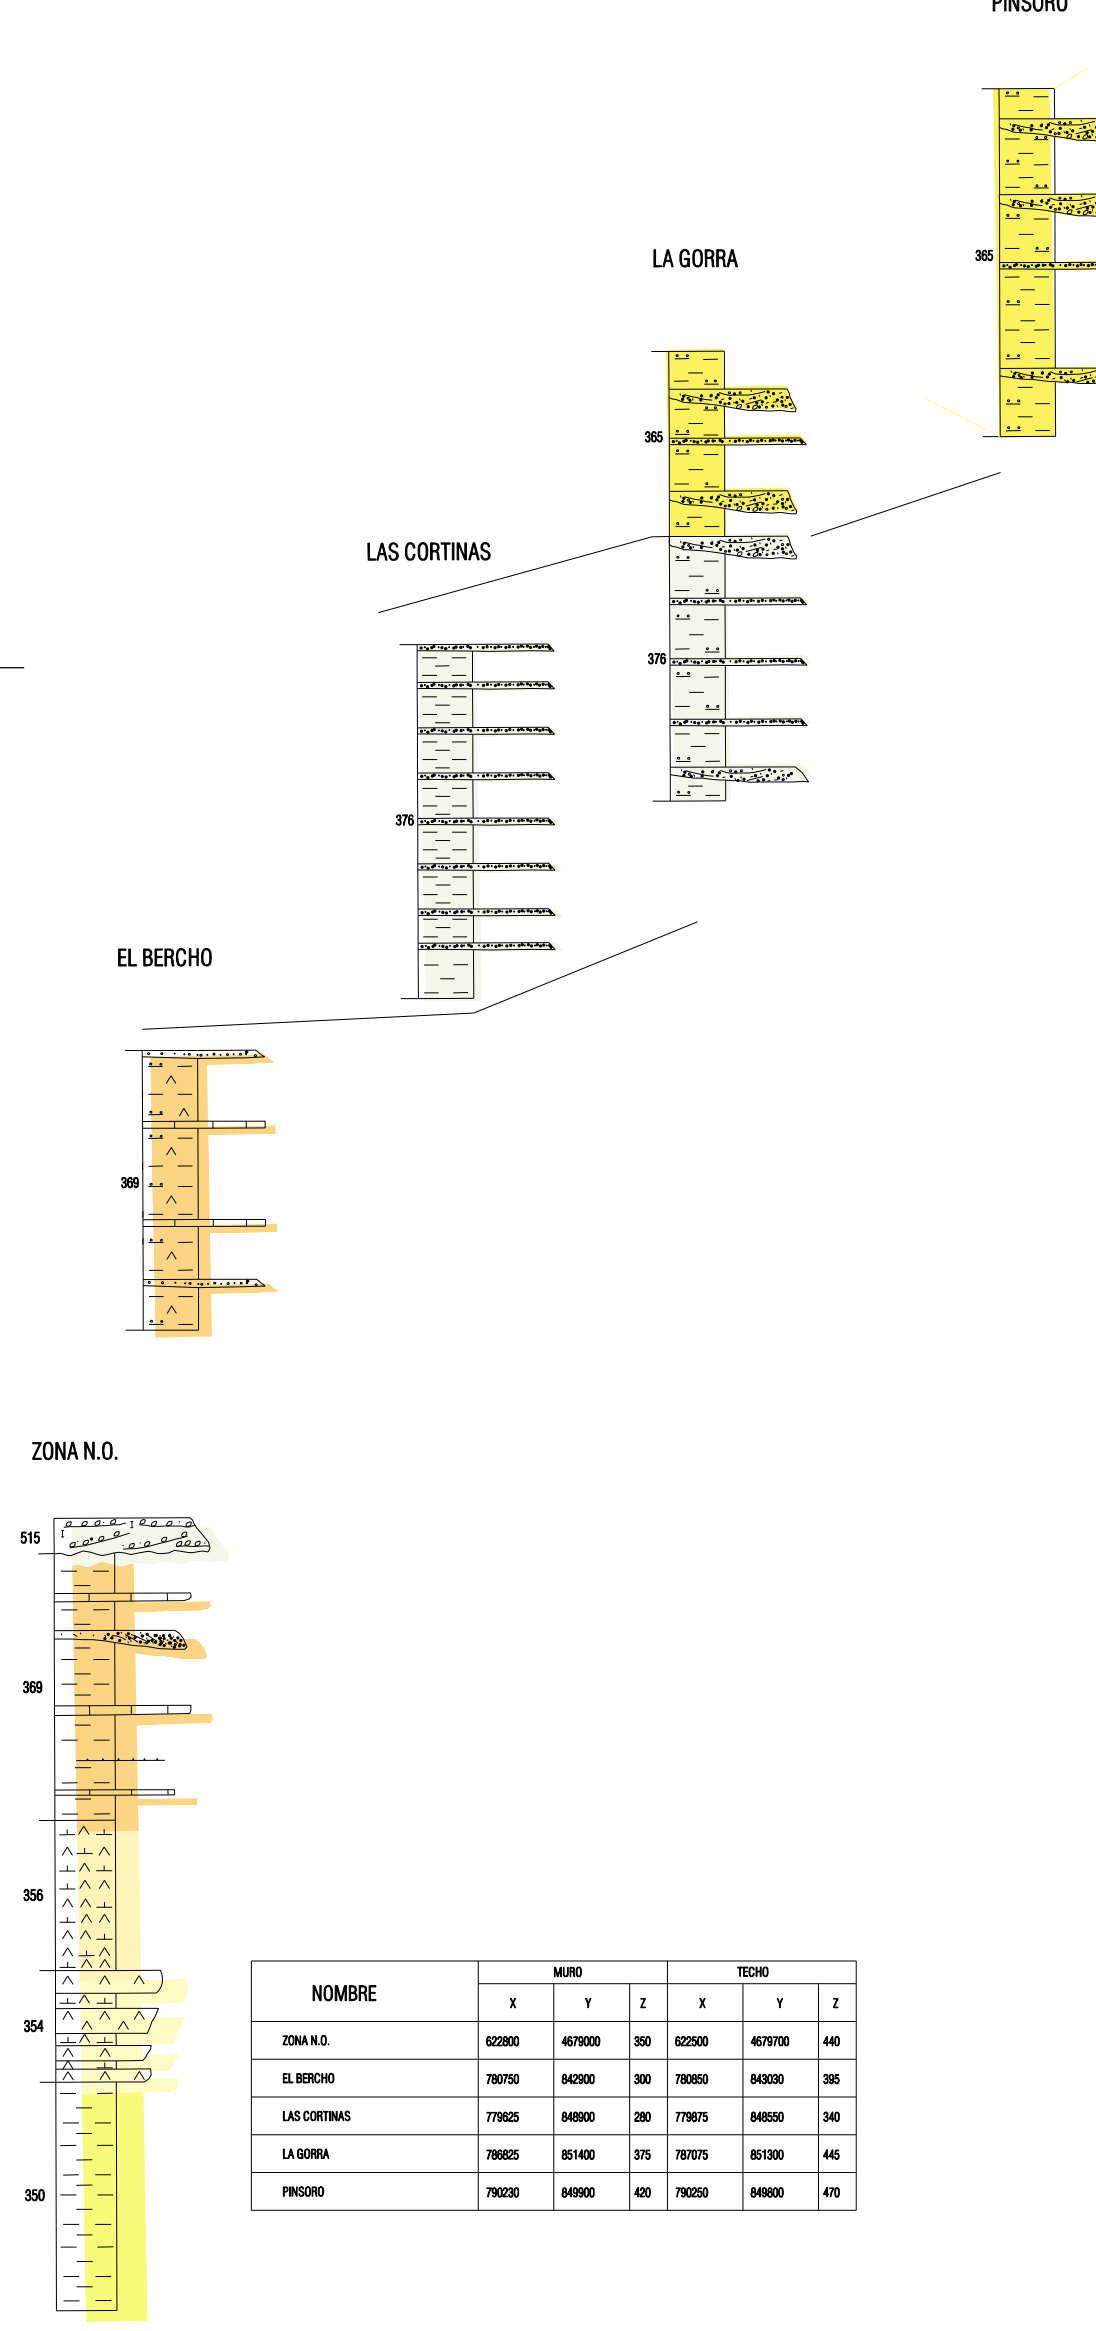 PINSORO
365
LA GORRA
365
LAS CORTINAS
376
376
EL BERCHO
369
ZONA N.O.
515
369
356
354
350
NOMBRE MURO TECHO
X Y Z X Y Z
ZONA N.O. 622800 4679000 350 622500 4679700 440
EL BERCHO 780750 842900 300 780850 843030 395
LAS CORTINAS 779625 848900 280 779875 848550 340
LA GORRA 786825 851400 375 787075 851300 445
PINSORO 790230 849900 420 790250 849800 470